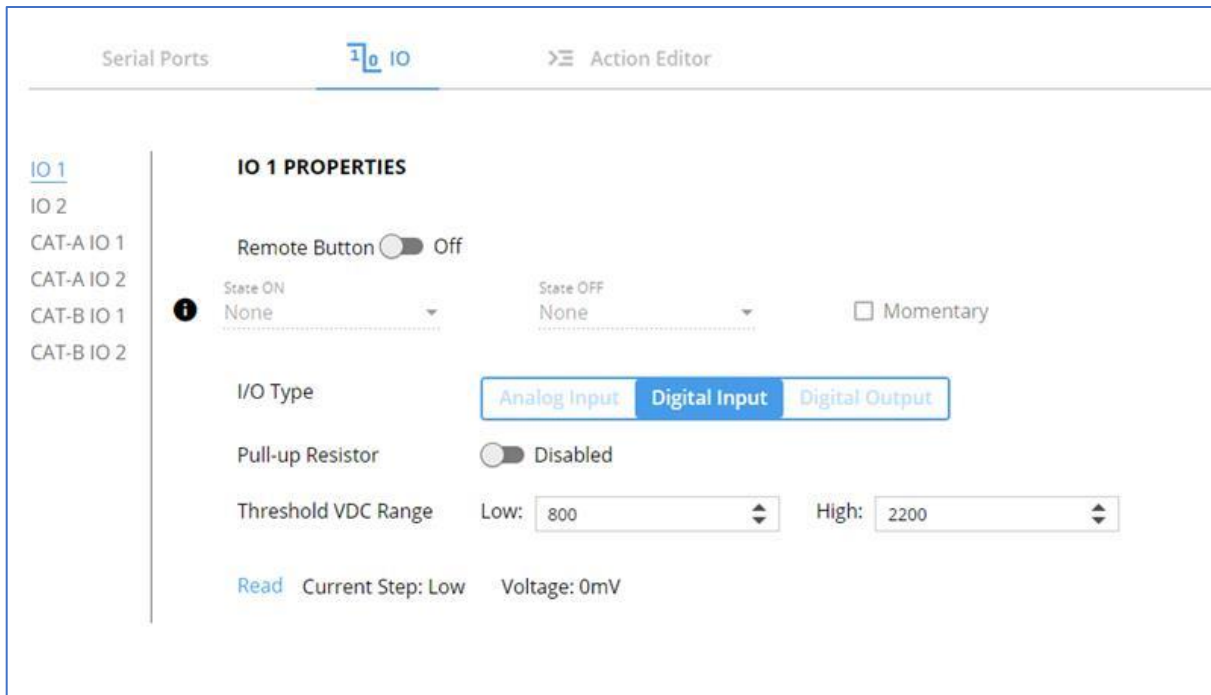 Serial Ports IO Action Editor
IO 1
IO 2
CAT-A IO 1
CAT-A IO 2
CAT-B IO 1
CAT-B IO 2
IO 1 PROPERTIES
Remote Button Off
State ON State OFF
None None Momentary
I/O Type Analog Input Digital Input Digital Output
Pull-up Resistor Disabled
Threshold VDC Range Low: 800 High: 2200
Read Current Step: Low Voltage: 0mV